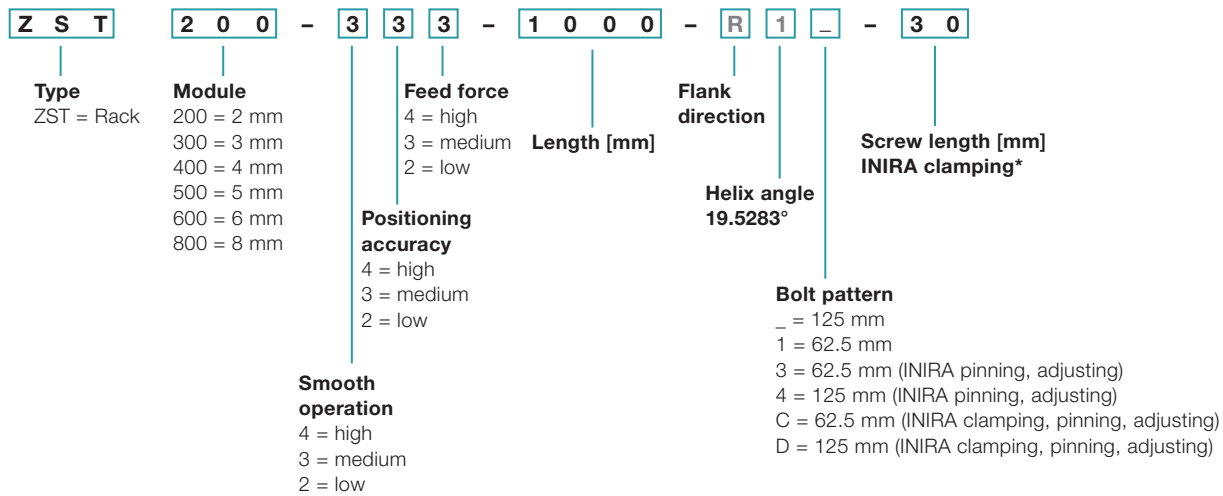 Z S T 2 0 0 – 3 3 3 – 1 0 0 0 – R 1 _ – 3 0
Type
ZST = Rack
Module
200 = 2 mm
300 = 3 mm
400 = 4 mm
500 = 5 mm
600 = 6 mm
800 = 8 mm
Smooth
operation
4 = high
3 = medium
2 = low
Positioning
accuracy
4 = high
3 = medium
2 = low
Feed force
4 = high
3 = medium
2 = low
Length [mm]
Flank
direction
Helix angle
19.5283°
Bolt pattern
_ = 125 mm
1 = 62.5 mm
3 = 62.5 mm (INIRA pinning, adjusting)
4 = 125 mm (INIRA pinning, adjusting)
C = 62.5 mm (INIRA clamping, pinning, adjusting)
D = 125 mm (INIRA clamping, pinning, adjusting)
Screw length [mm]
INIRA clamping*